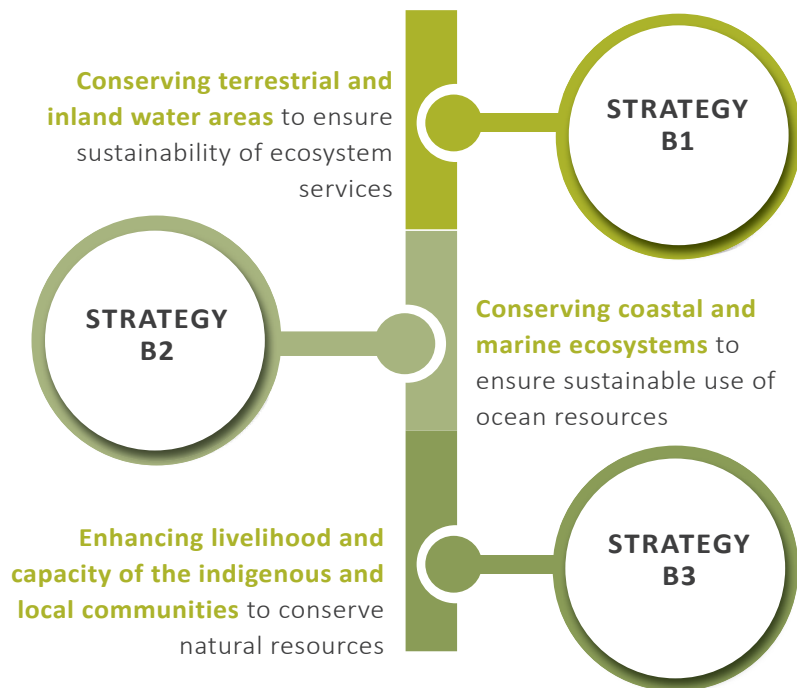 Conserving terrestrial and
inland water areas to ensure
sustainability of ecosystem
services
STRATEGY
B1
STRATEGY
B2
Conserving coastal and
marine ecosystems to
ensure sustainable use of
ocean resources
Enhancing livelihood and
capacity of the indigenous and
local communities to conserve
natural resources
STRATEGY
B3